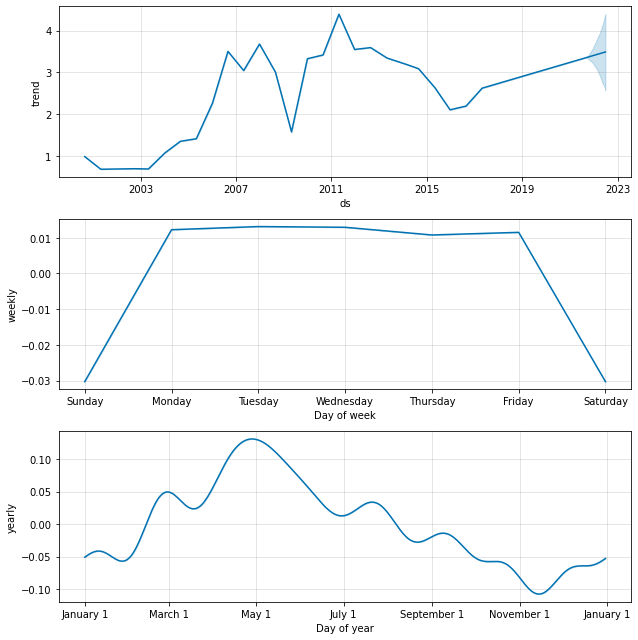 4
3
2
1
trend
2003 2007 2011 2015 2019 2023
ds
0.01
0.00
−0.01
−0.02
−0.03
weekly
Sunday Monday Tuesday Wednesday Thursday Friday Saturday
Day of week
0.10
0.05
0.00
−0.05
−0.10
yearly
January 1 March 1 May 1 July 1 September 1 November 1 January 1
Day of year